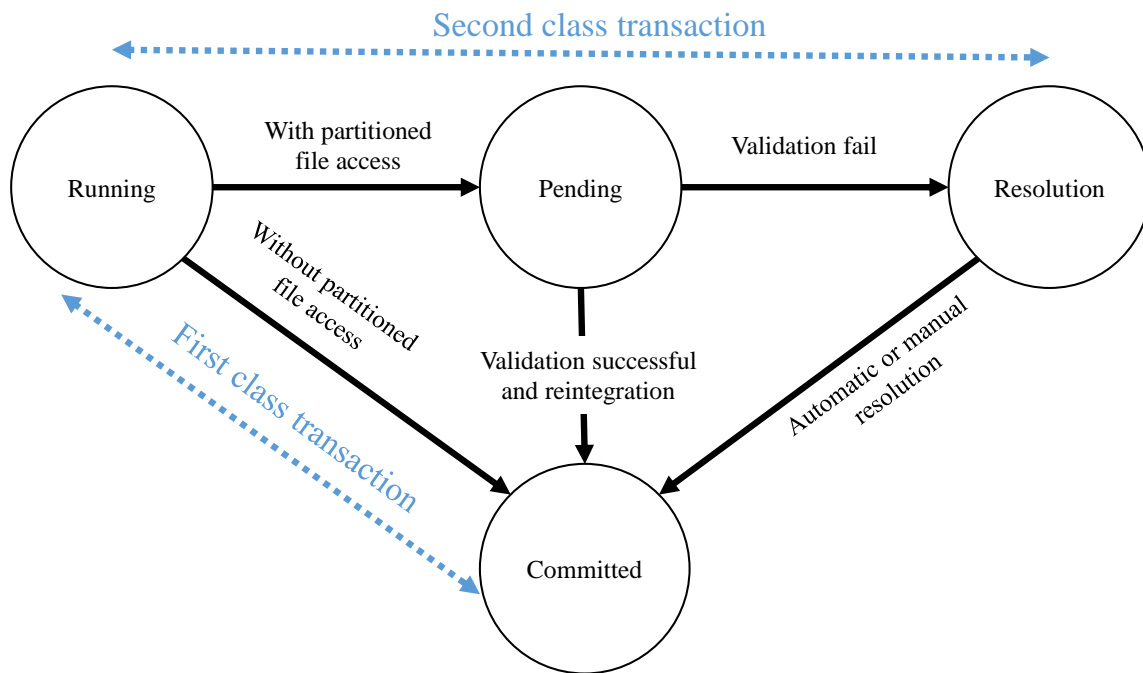 Second class transaction
With partitioned
file access
Validation fail
Running
Pending
Resolution
Without partitioned
file access
First class transaction
Validation successful
and reintegration
Automatic or manual
resolution
Committed